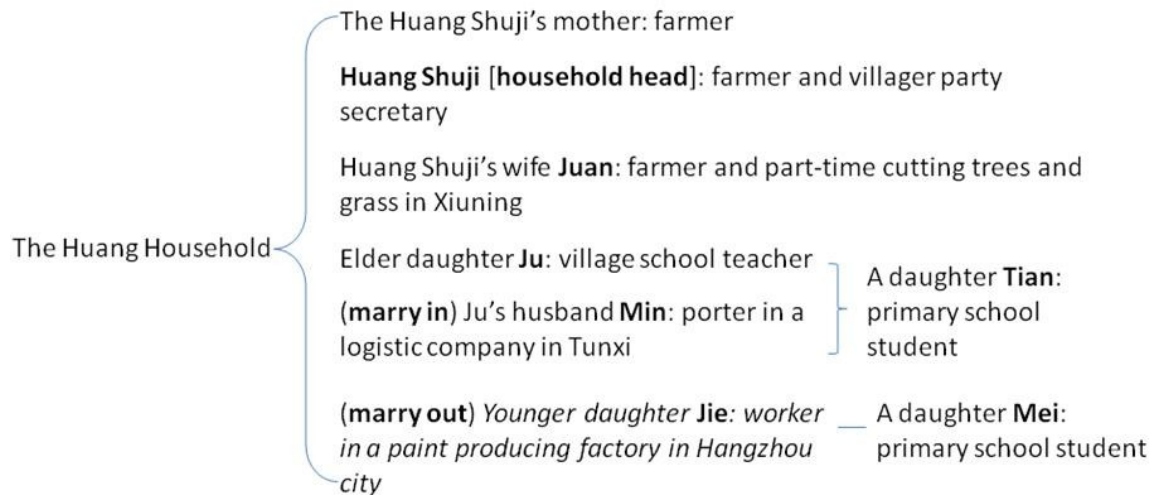 The Huang Household
The Huang Shuji’s mother: farmer
Huang Shuji [household head]: farmer and villager party
secretary
Huang Shuji’s wife Juan: farmer and part-time cutting trees and
grass in Xiuning
Elder daughter Ju: village school teacher
(marry in) Ju’s husband Min: porter in a
logistic company in Tunxi
A daughter Tian:
primary school
student
(marry out) Younger daughter Jie: worker
in a paint producing factory in Hangzhou
city
A daughter Mei:
primary school student